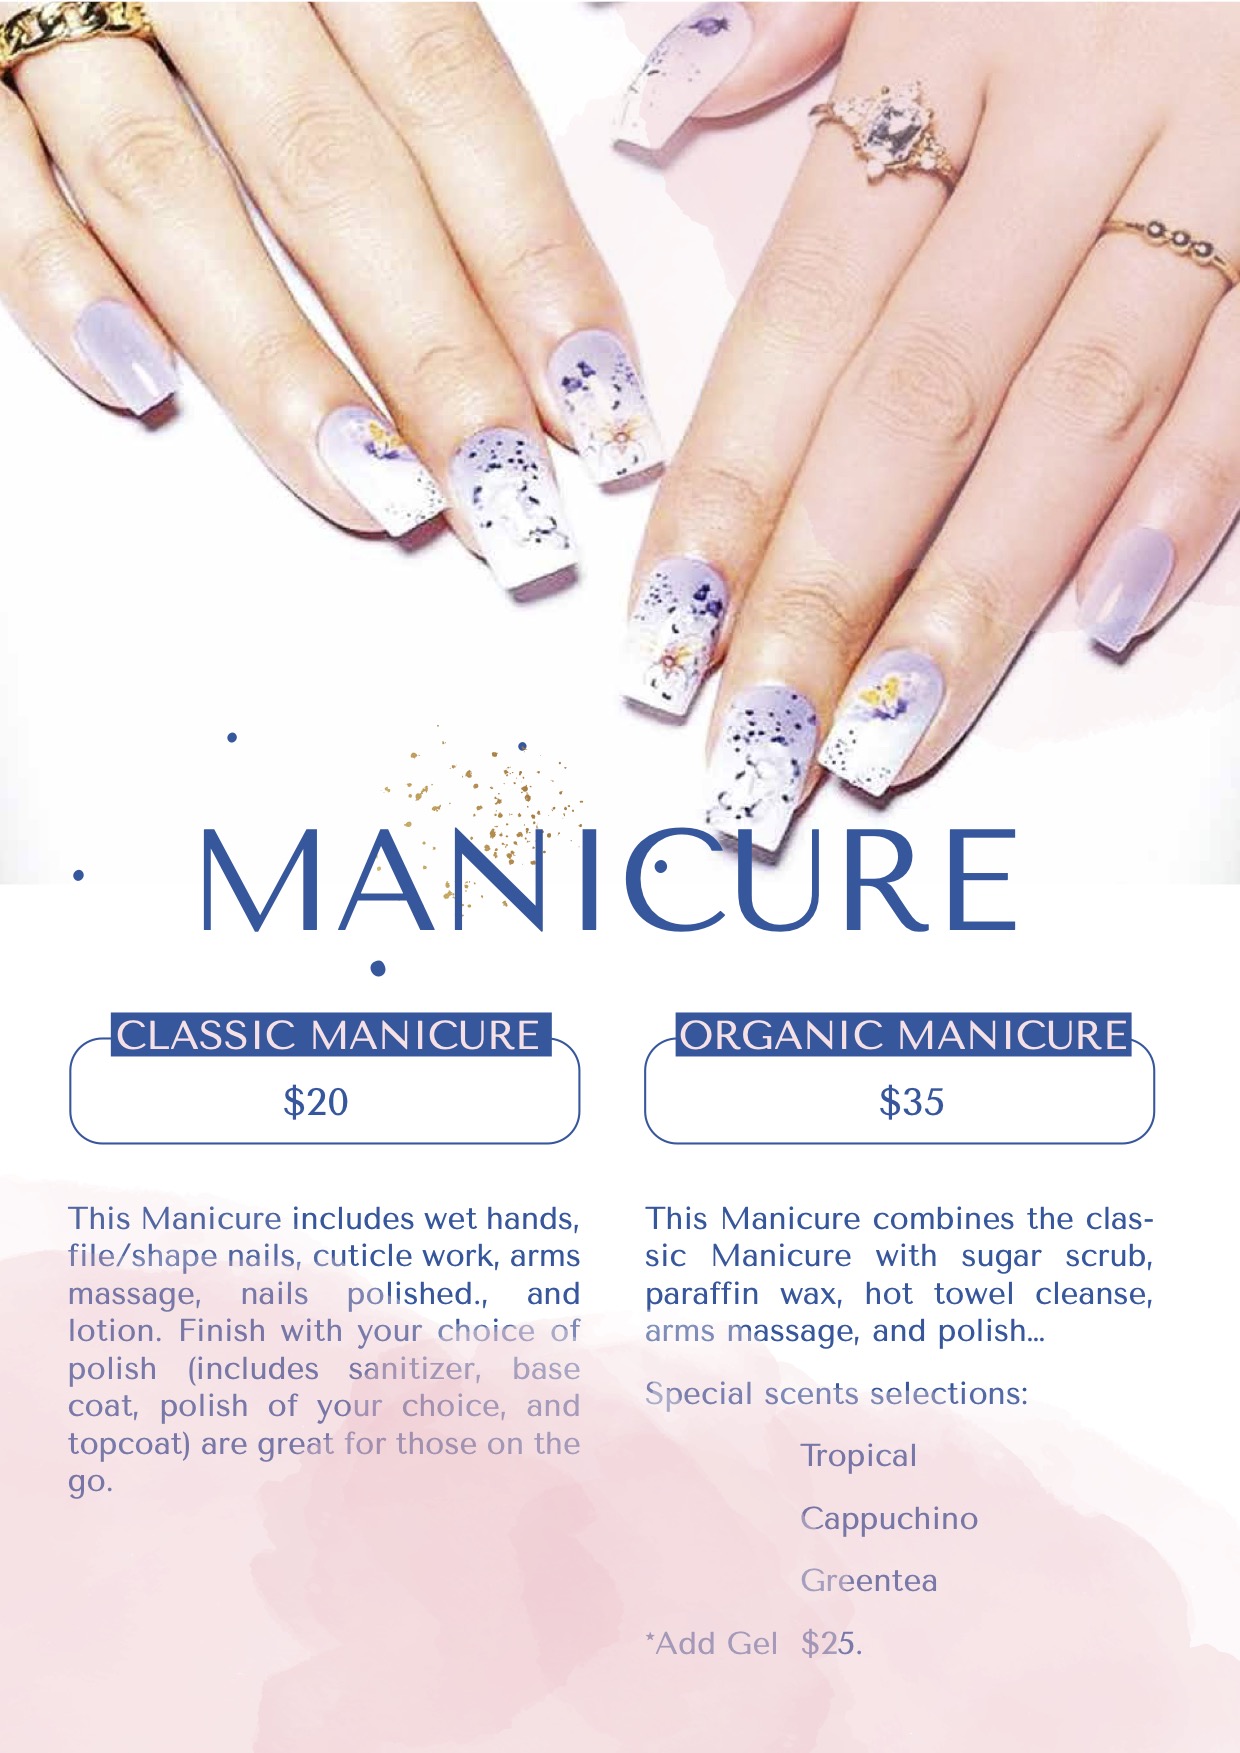 MANICURE
CLASSIC MANICURE
$20
This Manicure includes wet hands,
file/shape nails, cuticle work, arms
massage, nails polished., and
lotion. Finish with your choice of
polish (includes sanitizer, base
coat, polish of your choice, and
topcoat) are great for those on the
go.
ORGANIC MANICURE
$35
This Manicure combines the clas-
sic Manicure with sugar scrub,
paraffin wax, hot towel cleanse,
arms massage, and polish...
Special scents selections:
Tropical
Cappuchino
Greentea
*Add Gel $25.